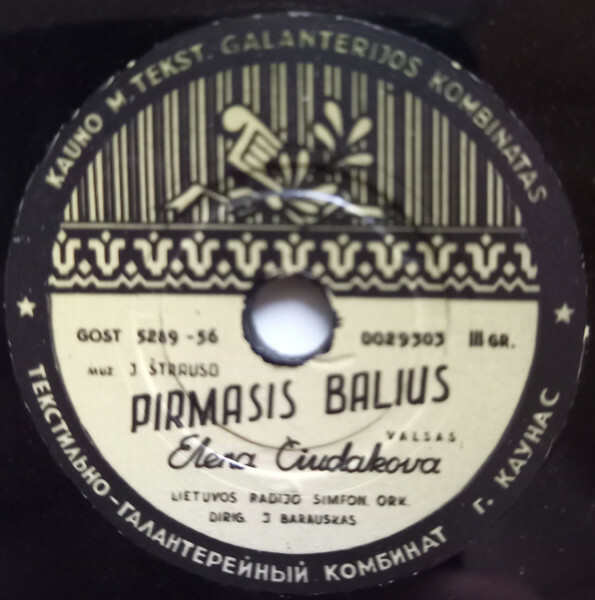 KAUNO M. TEKST. GALANTERIJOS KOMBINATAS
GOST 5289-56 0029303 III GR.
MUZ J ŠTRAUSO
PIRMASIS BALIUS
VALSAS
Elena Čiudakova
LIETUVOS RADIJO SIMFON. ORK.
DIRIG. J BARAUSKAS
ТЕКСТИЛЬНО-ГАЛАНТЕРЕЙНЫЙ КОМБИНАТ Г. КАУНАС